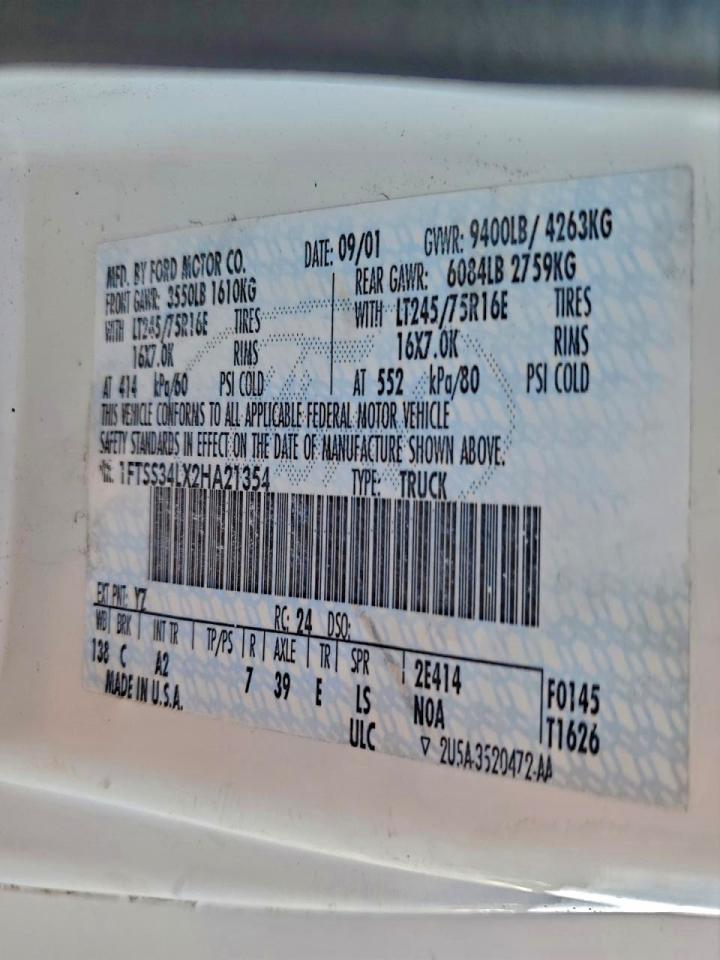 MFD. BY FORD MOTOR CO. DATE: 09/01 GVWR: 9400LB/ 4263KG
FRONT GAWR: 3550LB 1610KG REAR GAWR: 6084LB 2759KG
WITH LT245/75R16E TIRES WITH LT245/75R16E TIRES
16X7.0K RIMS 16X7.0K RIMS
AT 414 kPa/60 PSI COLD AT 552 kPa/80 PSI COLD
THIS VEHICLE CONFORMS TO ALL APPLICABLE FEDERAL MOTOR VEHICLE
SAFETY STANDARDS IN EFFECT ON THE DATE OF MANUFACTURE SHOWN ABOVE.
1FTSS34LX2HA21354 TYPE: TRUCK
EXT PNT: YZ RC: 24 DSO:
WB BRK INT TR TP/PS R AXLE TR SPR 2E414 F0145
138 C A2 7 39 E LS N0A T1626
MADE IN U.S.A. ULC ▽ 2U5A-3520472-AA